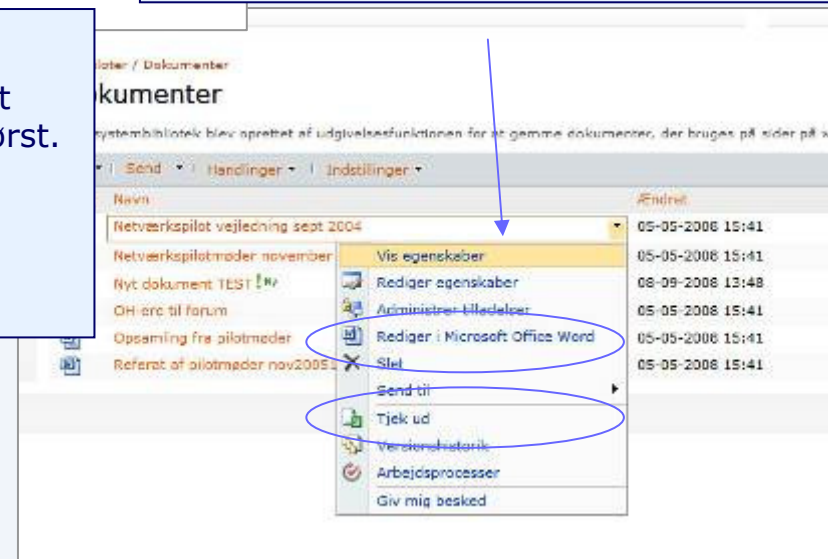 t
ørst.
loter / Dokumenter
kumenter
systembibliotek blev oprettet af udgivelsesfunktionen for at gemme dokumenter, der bruges på sider på
Send Handlinger Indstillinger
Navn Ændret
Netværkspilot vejledning sept 2004 05-05-2008 15:41
Netværkspilotmøder november 05-05-2008 15:41
Nyt dokument TEST 08-09-2008 13:48
OH-ere til forum 05-05-2008 15:41
Opsamling fra pilotmøder 05-05-2008 15:41
Referat af pilotmøder nov2005 05-05-2008 15:41
Vis egenskaber
Rediger egenskaber
Administrer tilladelser
Rediger i Microsoft Office Word
Slet
Send til
Tjek ud
Versionshistorik
Arbejdsprocesser
Giv mig besked